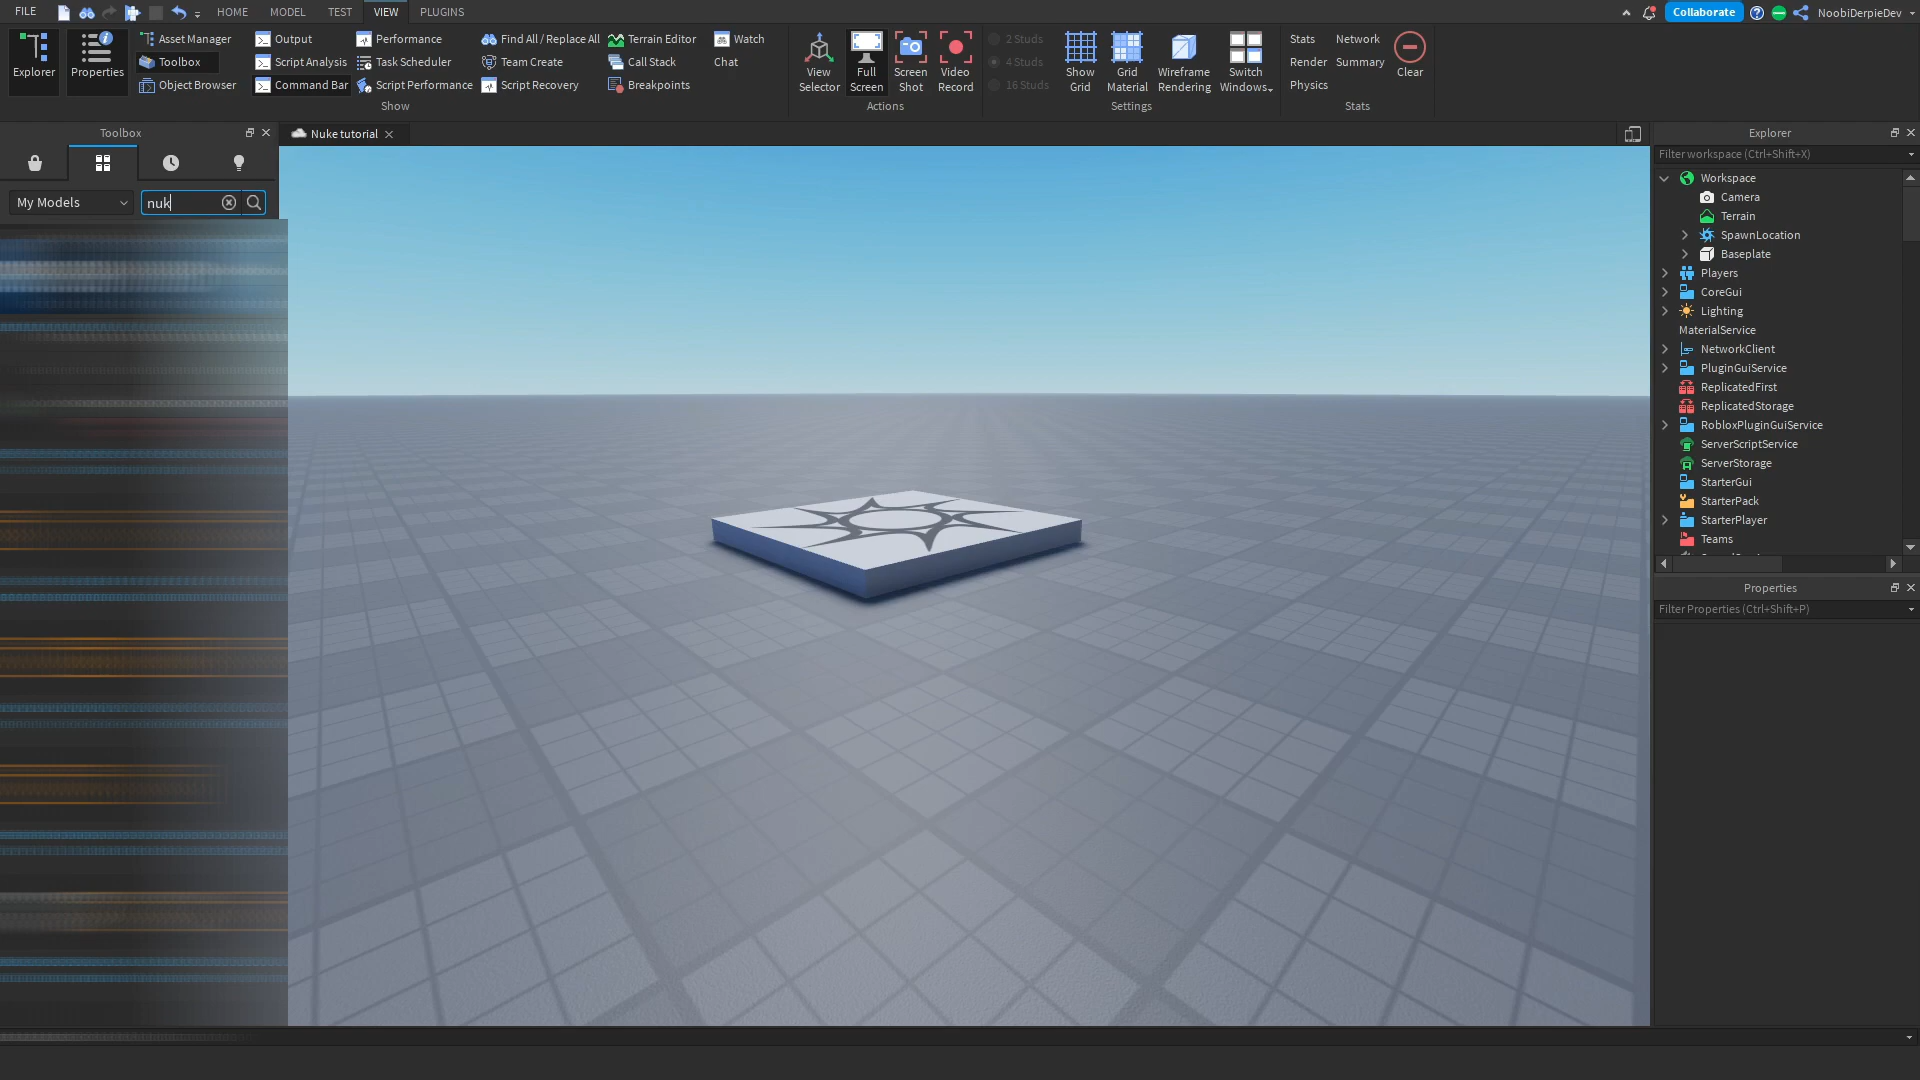 FILE
HOME
MODEL
TEST
VIEW
PLUGINS
Collaborate
NoobiDerpieDev
Explorer
Properties
Asset Manager
Toolbox
Object Browser
Output
Script Analysis
Command Bar
Performance
Task Scheduler
Script Performance
Find All / Replace All
Team Create
Script Recovery
Terrain Editor
Call Stack
Breakpoints
Watch
Chat
Show
View
Selector
Full
Screen
Screen
Shot
Video
Record
Actions
2 Studs
4 Studs
16 Studs
Show
Grid
Grid
Material
Wireframe
Rendering
Switch
Windows
Settings
Stats
Network
Render
Summary
Physics
Clear
Stats
Toolbox
My Models
nuk
Nuke tutorial
Explorer
Filter workspace (Ctrl+Shift+X)
Workspace
Camera
Terrain
SpawnLocation
Baseplate
Players
CoreGui
Lighting
MaterialService
NetworkClient
PluginGuiService
ReplicatedFirst
ReplicatedStorage
RobloxPluginGuiService
ServerScriptService
ServerStorage
StarterGui
StarterPack
StarterPlayer
Teams
Properties
Filter Properties (Ctrl+Shift+P)